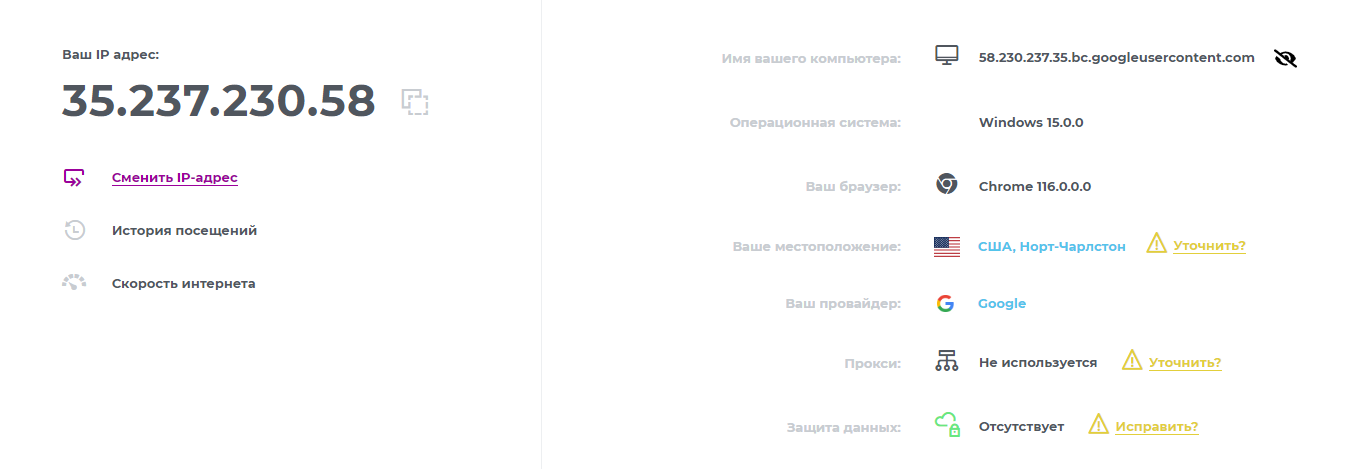 Ваш IP адрес:
35.237.230.58
Сменить IP-адрес
История посещений
Скорость интернета
Имя вашего компьютера: 58.230.237.35.bc.googleusercontent.com
Операционная система: Windows 15.0.0
Ваш браузер: Chrome 116.0.0.0
Ваше местоположение: США, Норт-Чарлстон Уточнить?
Ваш провайдер: Google
Прокси: Не используется Уточнить?
Защита данных: Отсутствует Исправить?